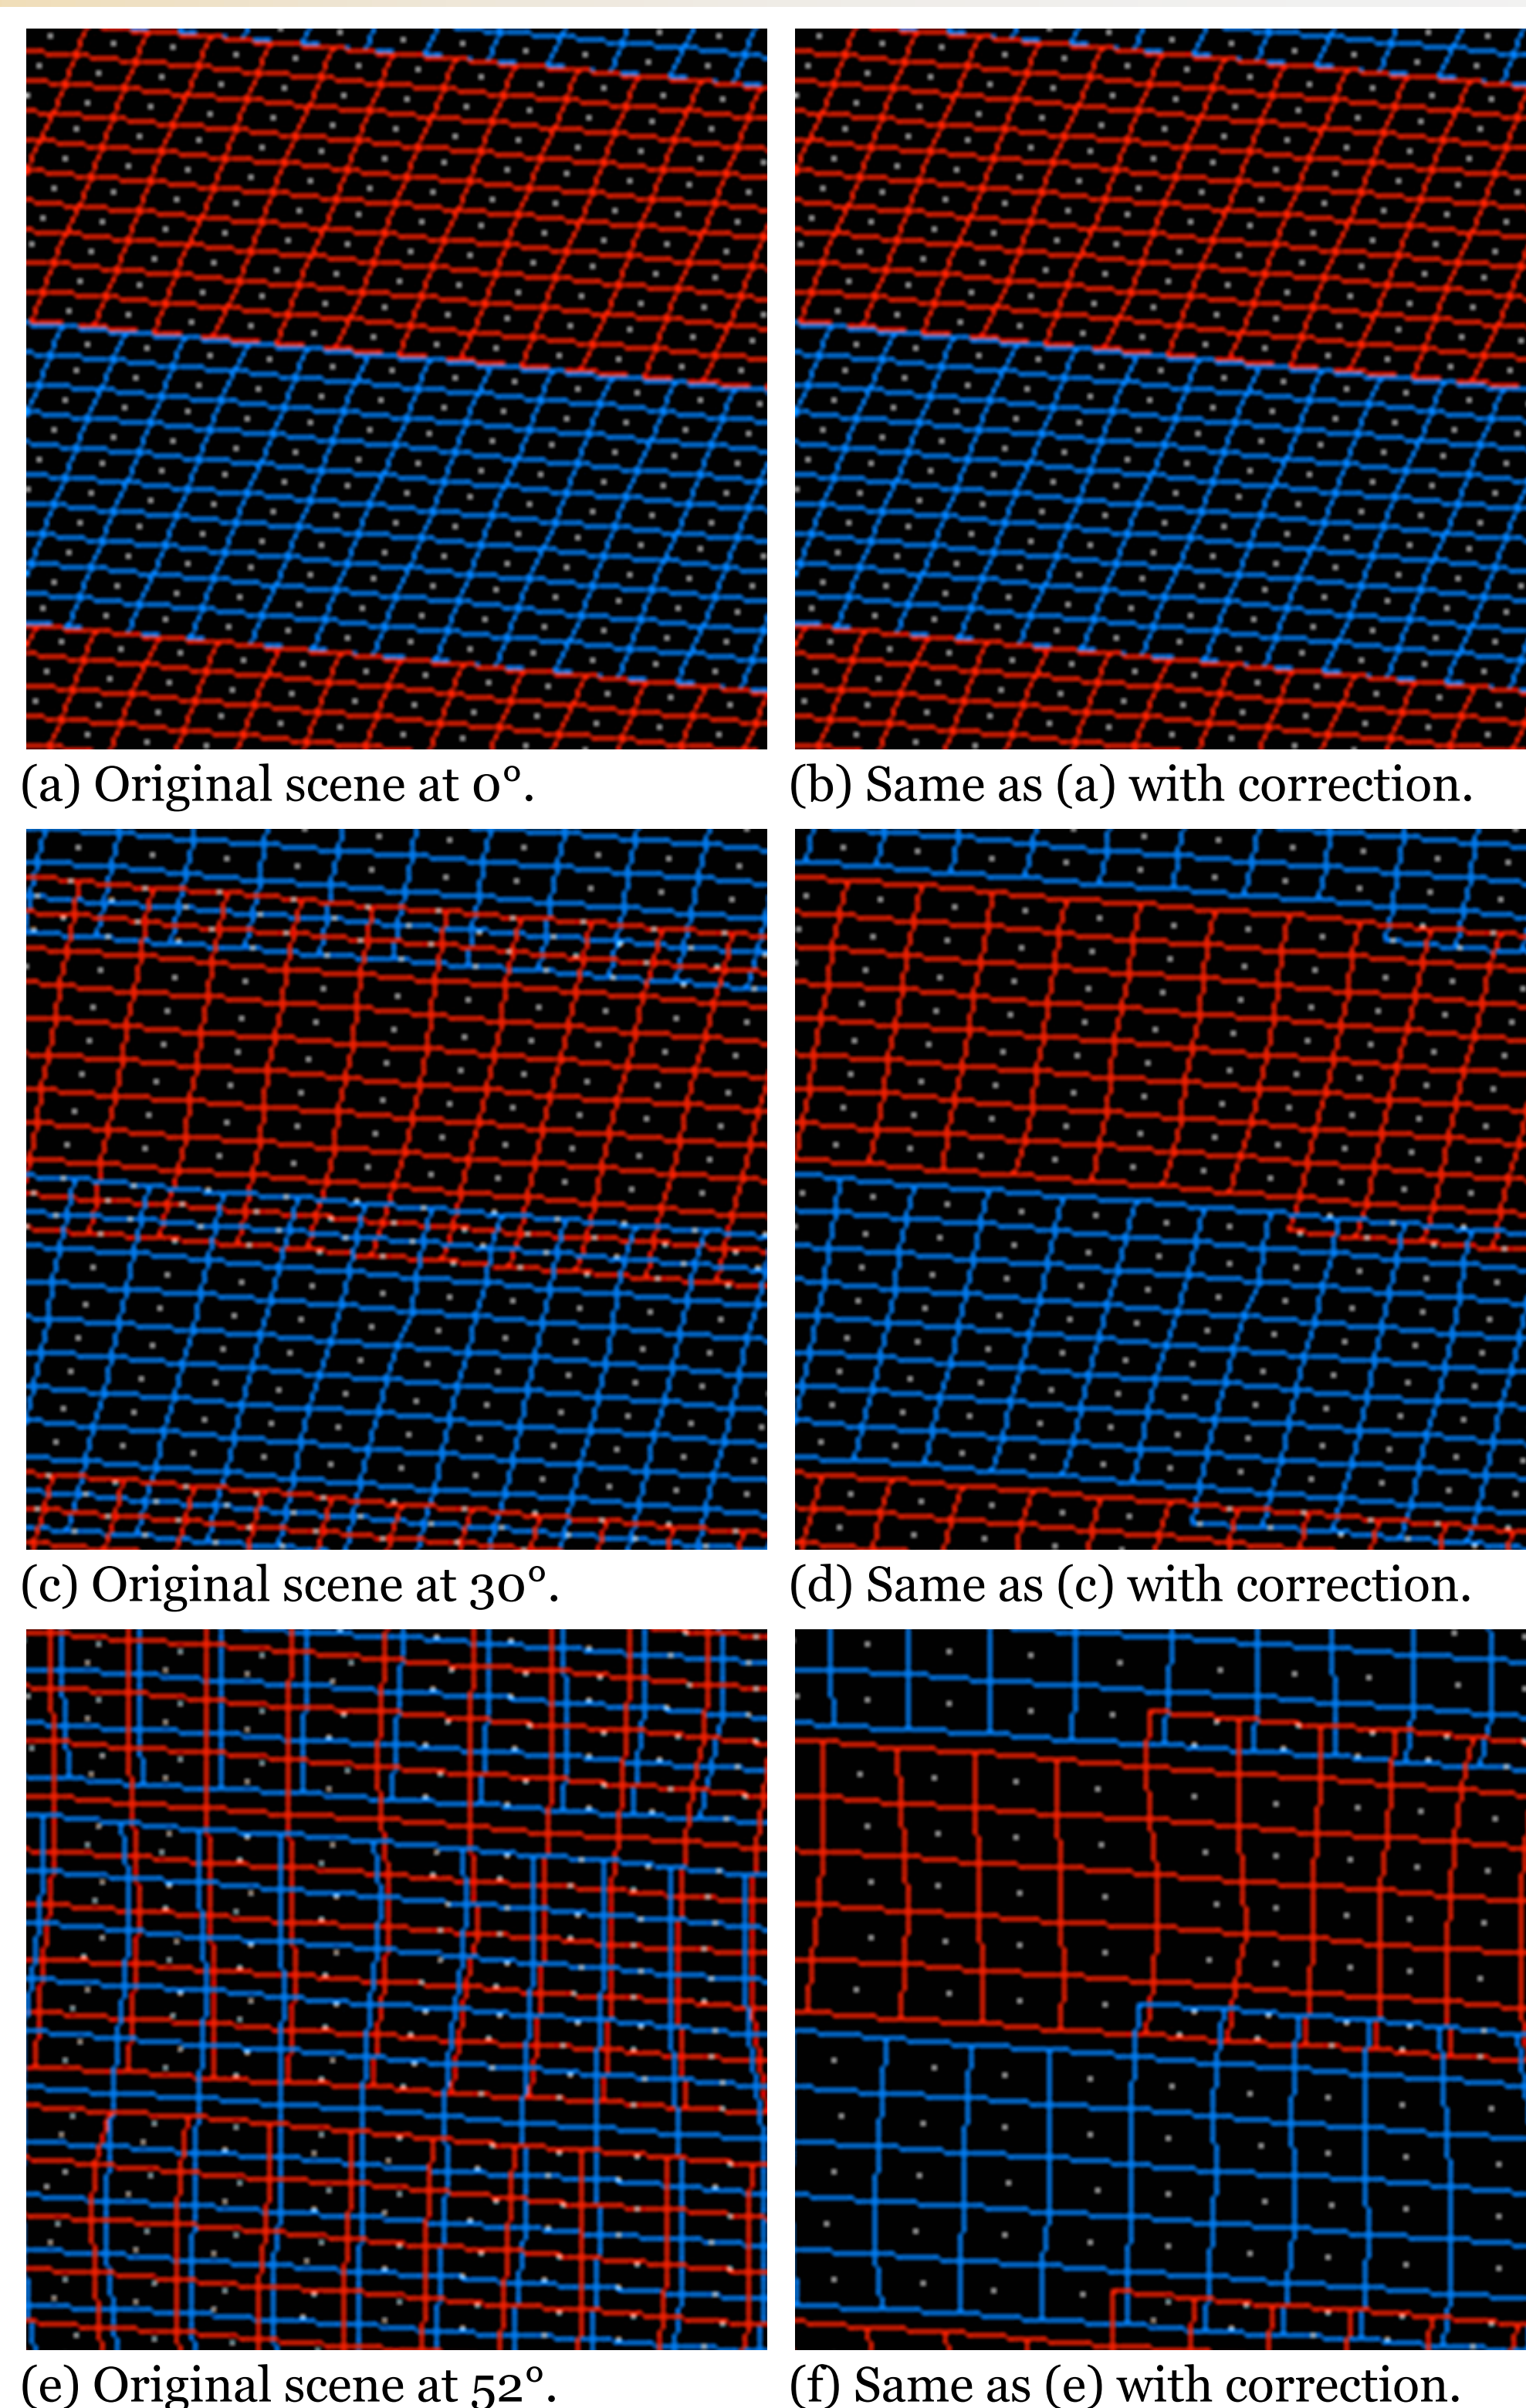 (a) Original scene at 0°.
(b) Same as (a) with correction.
(c) Original scene at 30°.
(d) Same as (c) with correction.
(e) Original scene at 52°.
(f) Same as (e) with correction.